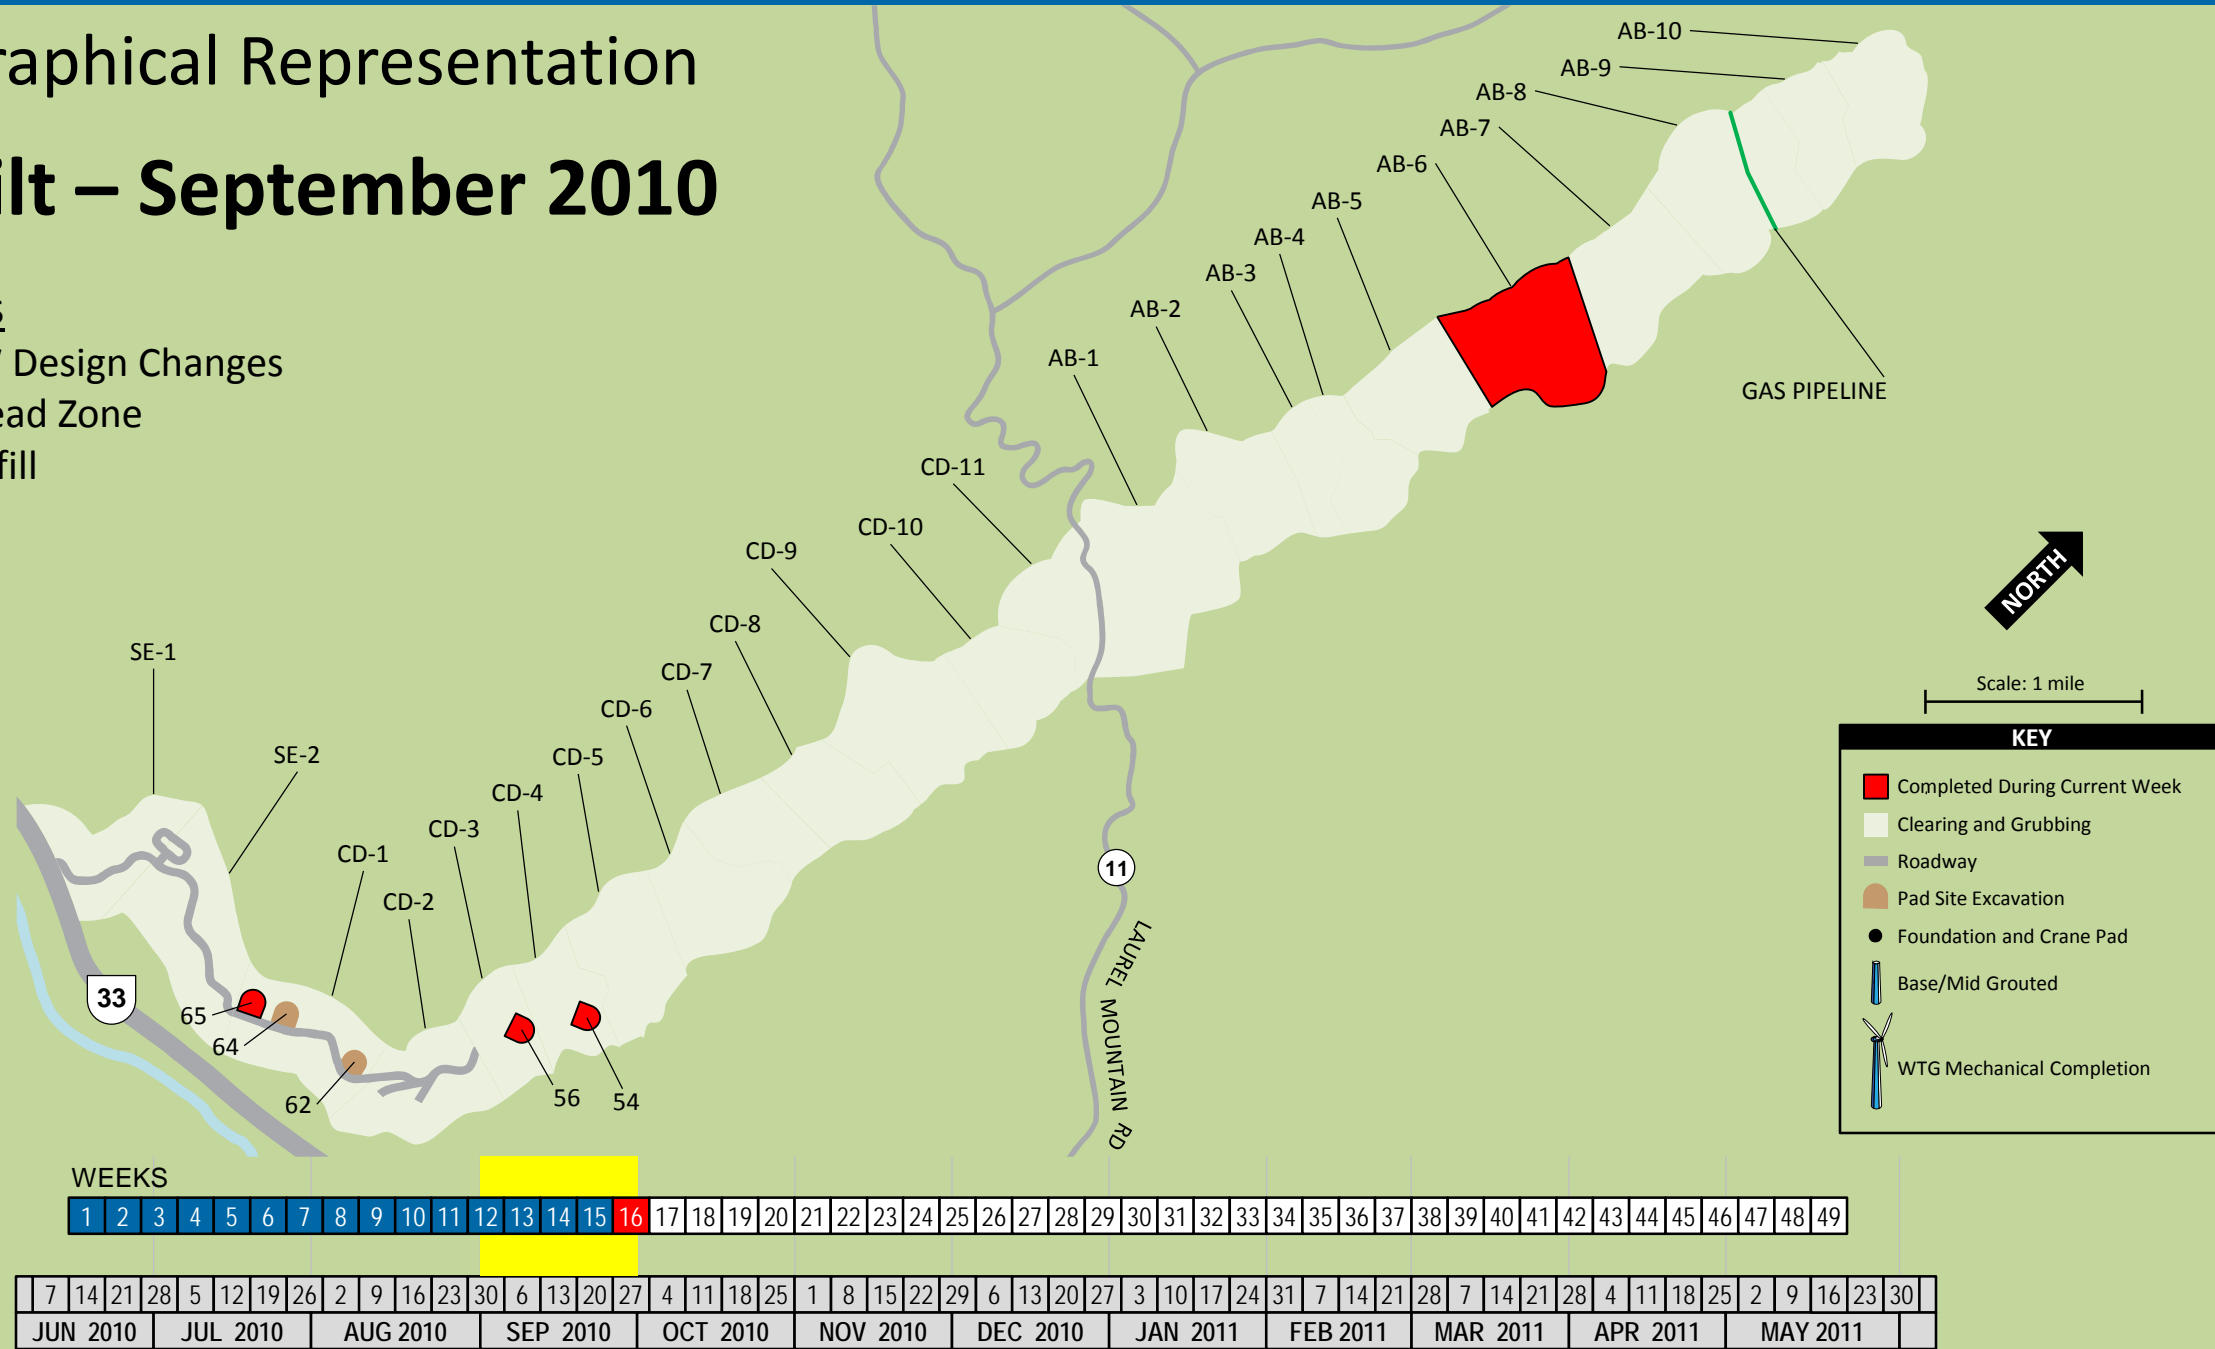 raphical Representation
ilt – September 2010
s
' Design Changes
ead Zone
fill
AB-10
AB-9
AB-8
AB-7
AB-6
AB-5
AB-4
AB-3
AB-2
AB-1
GAS PIPELINE
CD-11
CD-10
CD-9
CD-8
CD-7
CD-6
CD-5
CD-4
CD-3
CD-2
CD-1
SE-2
SE-1
NORTH
Scale: 1 mile
KEY
Completed During Current Week
Clearing and Grubbing
Roadway
Pad Site Excavation
Foundation and Crane Pad
Base/Mid Grouted
WTG Mechanical Completion
11
LAUREL MOUNTAIN RD
33
65
64
62
56
54
WEEKS
1 2 3 4 5 6 7 8 9 10 11 12 13 14 15 16 17 18 19 20 21 22 23 24 25 26 27 28 29 30 31 32 33 34 35 36 37 38 39 40 41 42 43 44 45 46 47 48 49
7 14 21 28 5 12 19 26 2 9 16 23 30 6 13 20 27 4 11 18 25 1 8 15 22 29 6 13 20 27 3 10 17 24 31 7 14 21 28 7 14 21 28 4 11 18 25 2 9 16 23 30
JUN 2010 JUL 2010 AUG 2010 SEP 2010 OCT 2010 NOV 2010 DEC 2010 JAN 2011 FEB 2011 MAR 2011 APR 2011 MAY 2011